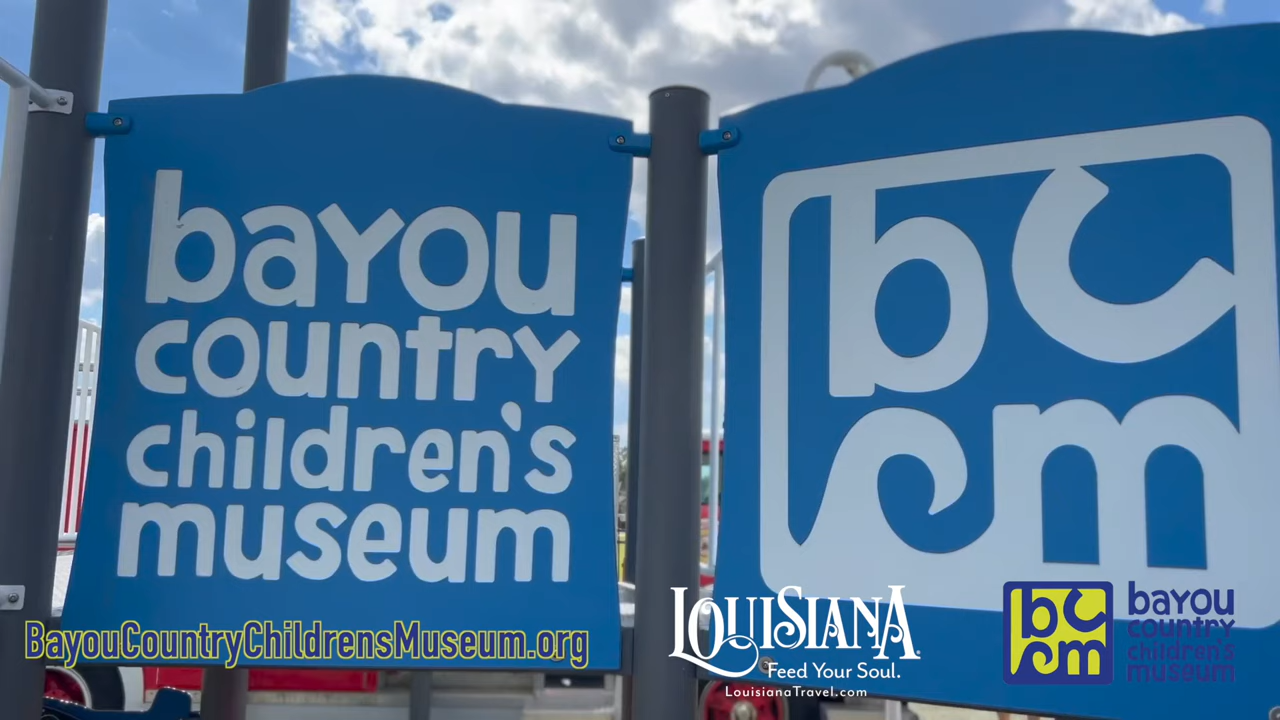 bayou
country
children's
museum
bc
cm
BayouCountryChildrensMuseum.org
LOUISIANA®
Feed Your Soul.
LouisianaTravel.com
bc
cm
bayou
country
children's
museum